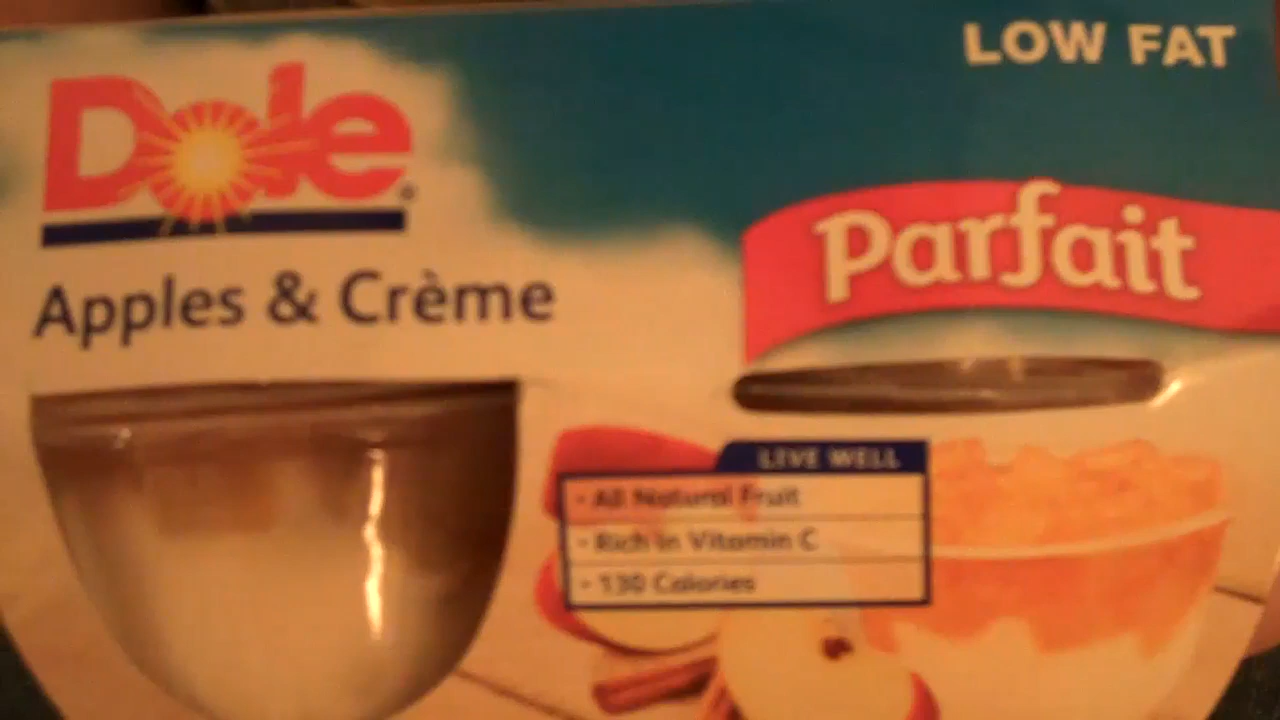 LOW FAT
Dole
Parfait
Apples & Crème
LIVE WELL
• All Natural Fruit
• Rich in Vitamin C
• 130 Calories